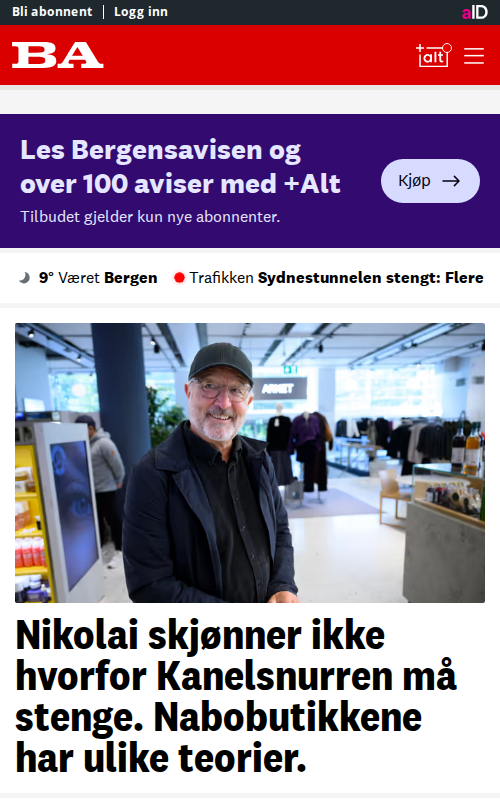 Bli abonnent | Logg inn
aID
BA
+alt
Les Bergensavisen og
over 100 aviser med +Alt
Tilbudet gjelder kun nye abonnenter.
Kjøp
9° Været Bergen
Trafikken Sydnestunnelen stengt: Flere
Nikolai skjønner ikke
hvorfor Kanelsnurren må
stenge. Nabobutikkene
har ulike teorier.